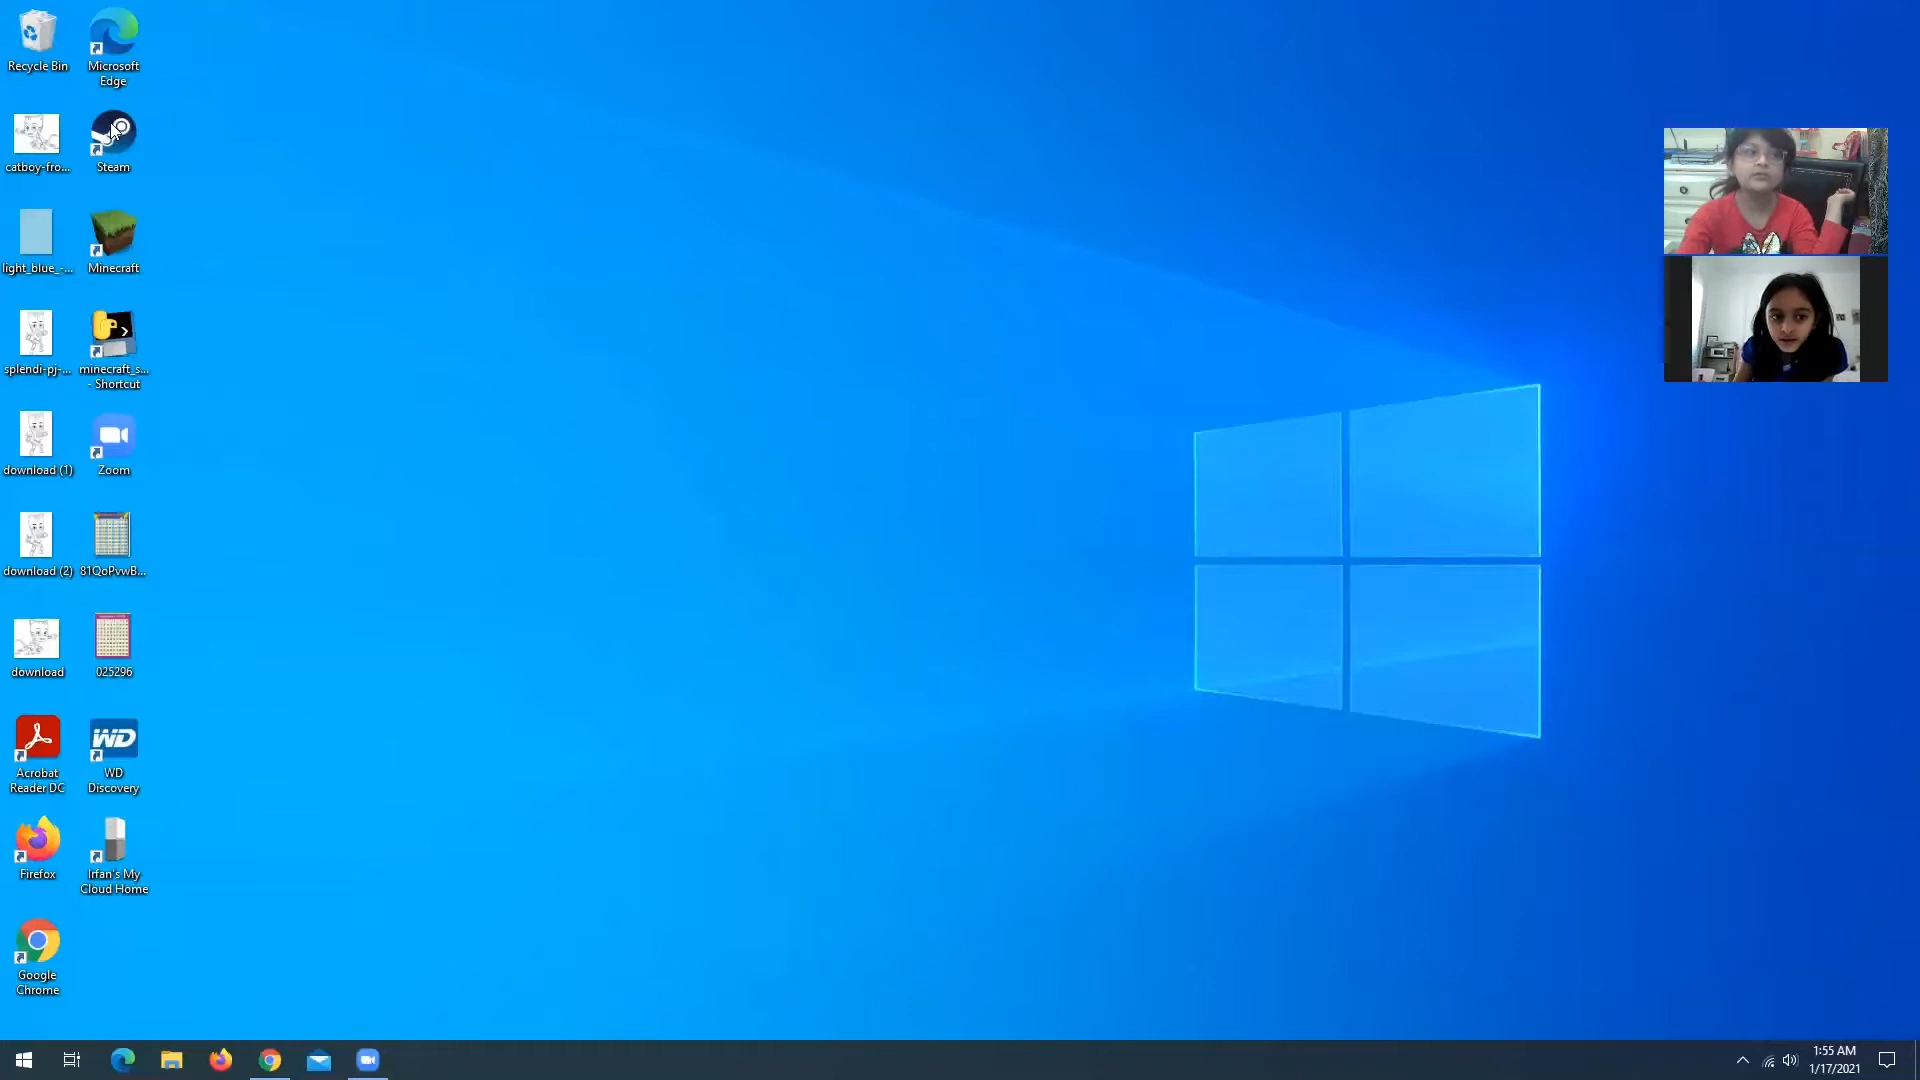 Recycle Bin
Microsoft
Edge
catboy-fro...
Steam
light_blue_-...
Minecraft
splendi-pj-...
minecraft_s...
- Shortcut
download (1)
Zoom
download (2)
81QoPvwB...
download
025296
Acrobat
Reader DC
WD
WD
Discovery
Firefox
Irfan's My
Cloud Home
Google
Chrome
1:55 AM
1/17/2021